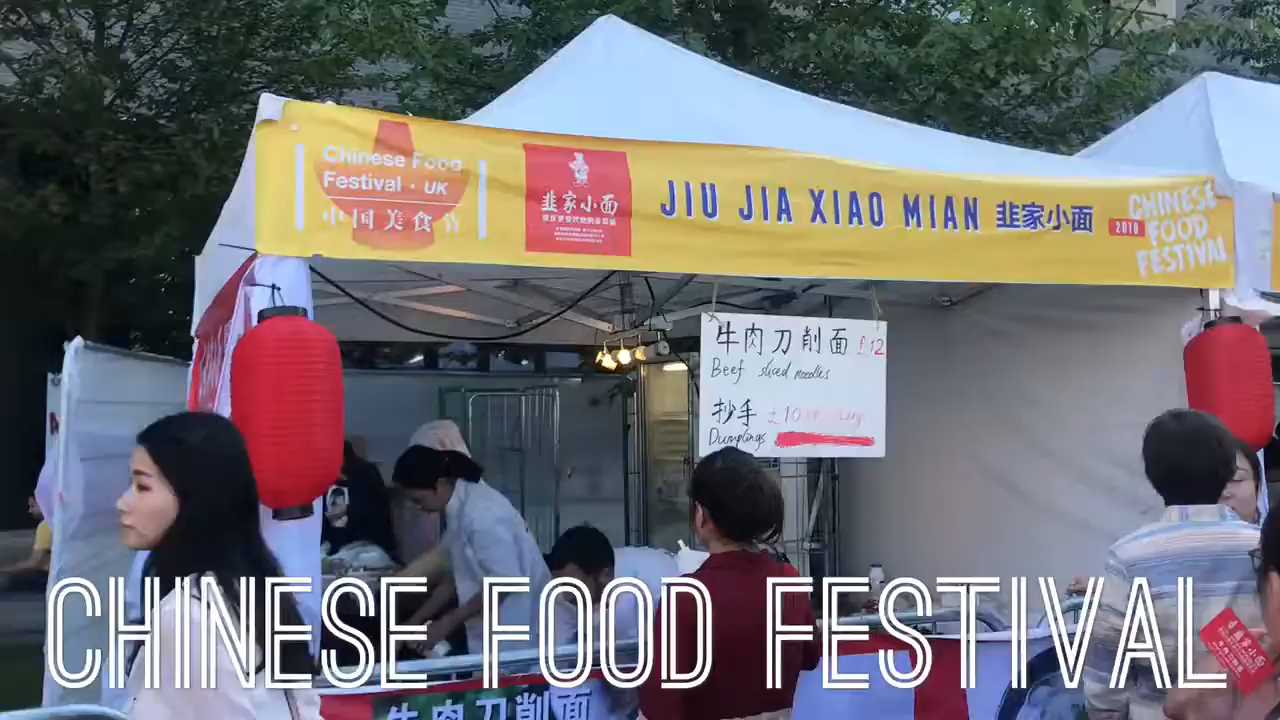 Chinese Food
Festival · UK
中国美食节
韭家小面
JIU JIA XIAO MIAN 韭家小面
2019
CHINESE
FOOD
FESTIVAL
牛肉刀削面 £12
Beef sliced noodles
抄手 £10
Dumplings
CHINESE FOOD FESTIVAL
牛肉刀削面